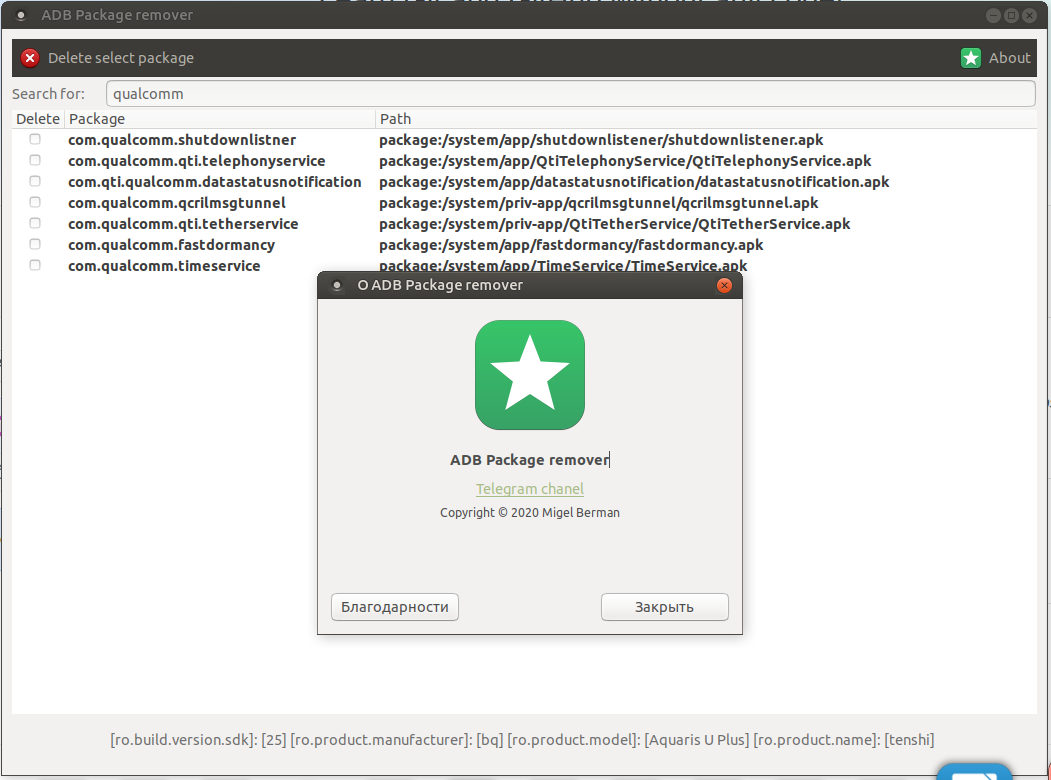 ADB Package remover
Delete select package
About
Search for: qualcomm
Delete Package Path
com.qualcomm.shutdownlistner package:/system/app/shutdownlistener/shutdownlistener.apk
com.qualcomm.qti.telephonyservice package:/system/app/QtiTelephonyService/QtiTelephonyService.apk
com.qti.qualcomm.datastatusnotification package:/system/app/datastatusnotification/datastatusnotification.apk
com.qualcomm.qcrilmsgtunnel package:/system/priv-app/qcrilmsgtunnel/qcrilmsgtunnel.apk
com.qualcomm.qti.tetherservice package:/system/priv-app/QtiTetherService/QtiTetherService.apk
com.qualcomm.fastdormancy package:/system/app/fastdormancy/fastdormancy.apk
com.qualcomm.timeservice package:/system/app/TimeService/TimeService.apk
О ADB Package remover
ADB Package remover
Telegram chanel
Copyright © 2020 Migel Berman
Благодарности
Закрыть
[ro.build.version.sdk]: [25] [ro.product.manufacturer]: [bq] [ro.product.model]: [Aquaris U Plus] [ro.product.name]: [tenshi]